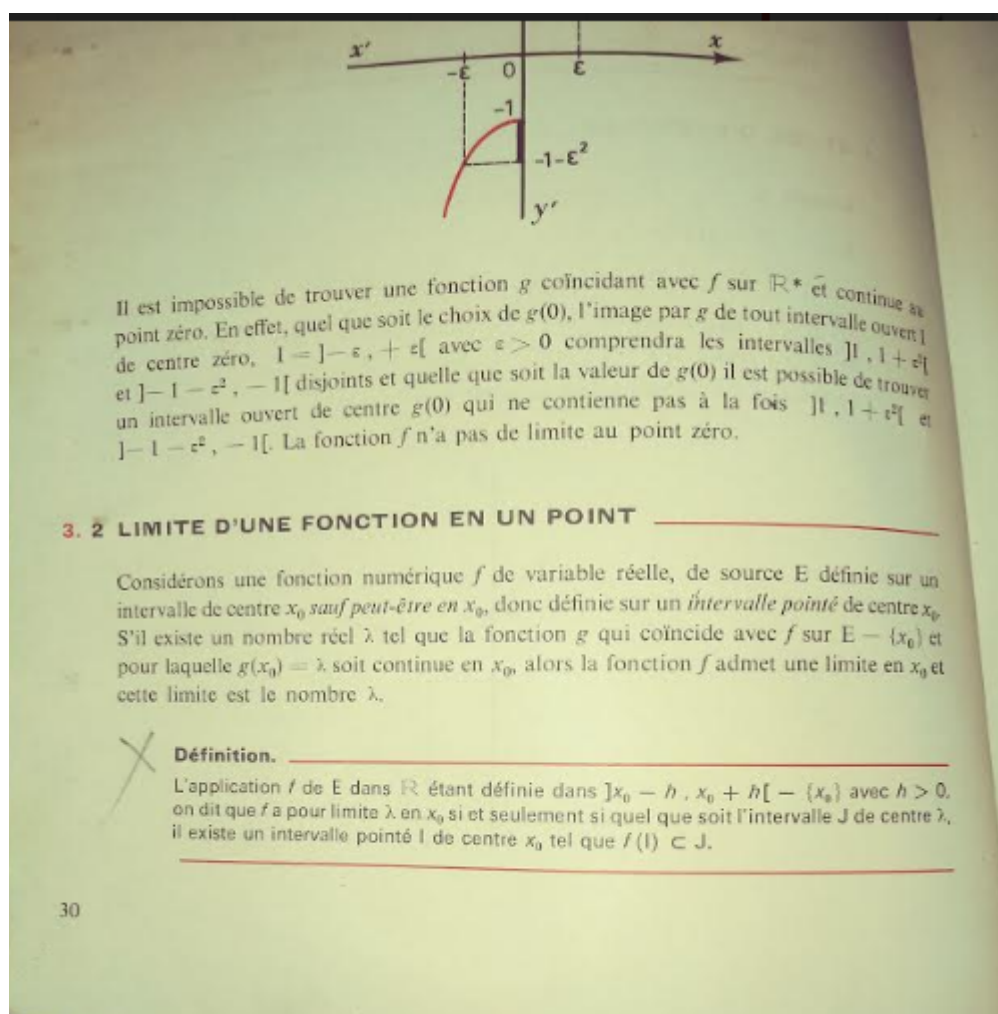 x'
x
-ε
0
ε
-1
-1-ε²
y'
Il est impossible de trouver une fonction g coïncidant avec f sur ℝ* et continue au
point zéro. En effet, quel que soit le choix de g(0), l'image par g de tout intervalle ouvert I
de centre zéro, I = ]− ε , + ε[ avec ε > 0 comprendra les intervalles ]1 , 1 + ε²[
et ]− 1 − ε² , − 1[ disjoints et quelle que soit la valeur de g(0) il est possible de trouver
un intervalle ouvert de centre g(0) qui ne contienne pas à la fois ]1 , 1 + ε²[ et
]− 1 − ε² , − 1[. La fonction f n'a pas de limite au point zéro.
3. 2 LIMITE D'UNE FONCTION EN UN POINT
Considérons une fonction numérique f de variable réelle, de source E définie sur un
intervalle de centre x₀ sauf peut-être en x₀, donc définie sur un intervalle pointé de centre x₀.
S'il existe un nombre réel λ tel que la fonction g qui coïncide avec f sur E − {x₀} et
pour laquelle g(x₀) = λ soit continue en x₀, alors la fonction f admet une limite en x₀ et
cette limite est le nombre λ.
Définition.
L'application f de E dans ℝ étant définie dans ]x₀ − h , x₀ + h[ − {x₀} avec h > 0,
on dit que f a pour limite λ en x₀ si et seulement si quel que soit l'intervalle J de centre λ,
il existe un intervalle pointé I de centre x₀ tel que f (I) ⊂ J.
30